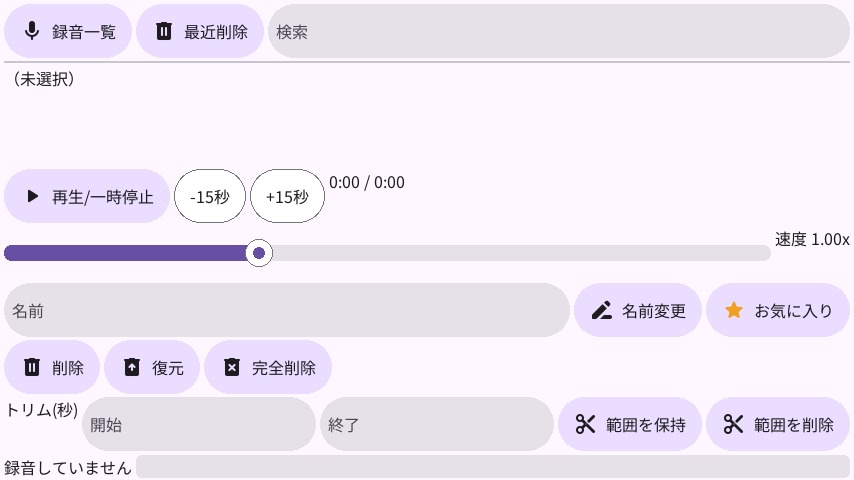 録音一覧 最近削除 検索
（未選択）
再生/一時停止 -15秒 +15秒 0:00 / 0:00
速度 1.00x
名前 名前変更 お気に入り
削除 復元 完全削除
トリム(秒) 開始 終了 範囲を保持 範囲を削除
録音していません